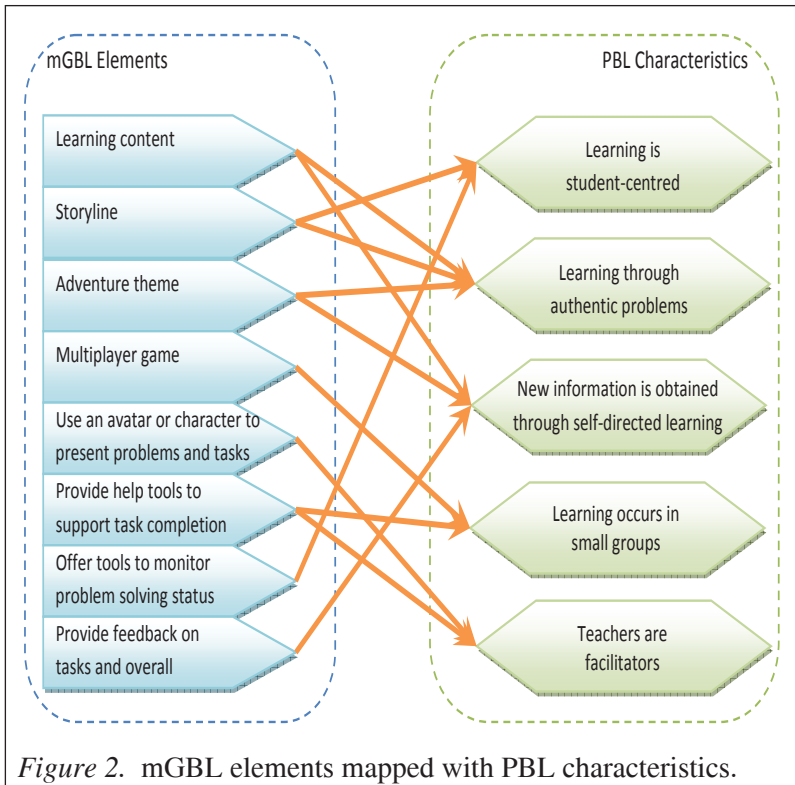 mGBL Elements
Learning content
Storyline
Adventure theme
Multiplayer game
Use an avatar or character to
present problems and tasks
Provide help tools to
support task completion
Offer tools to monitor
problem solving status
Provide feedback on
tasks and overall
PBL Characteristics
Learning is
student-centred
Learning through
authentic problems
New information is obtained
through self-directed learning
Learning occurs in
small groups
Teachers are
facilitators
Figure 2. mGBL elements mapped with PBL characteristics.